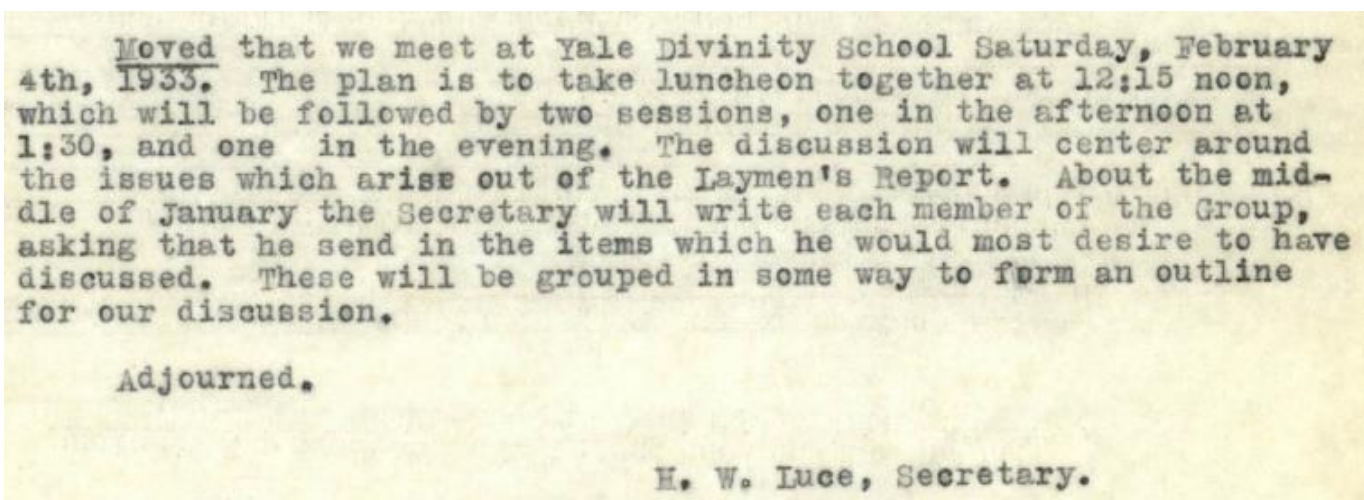 Moved that we meet at Yale Divinity School Saturday, February
4th, 1933. The plan is to take luncheon together at 12:15 noon,
which will be followed by two sessions, one in the afternoon at
1:30, and one in the evening. The discussion will center around
the issues which arise out of the Laymen's Report. About the mid-
dle of January the Secretary will write each member of the Group,
asking that he send in the items which he would most desire to have
discussed. These will be grouped in some way to form an outline
for our discussion.
Adjourned.
H. W. Luce, Secretary.